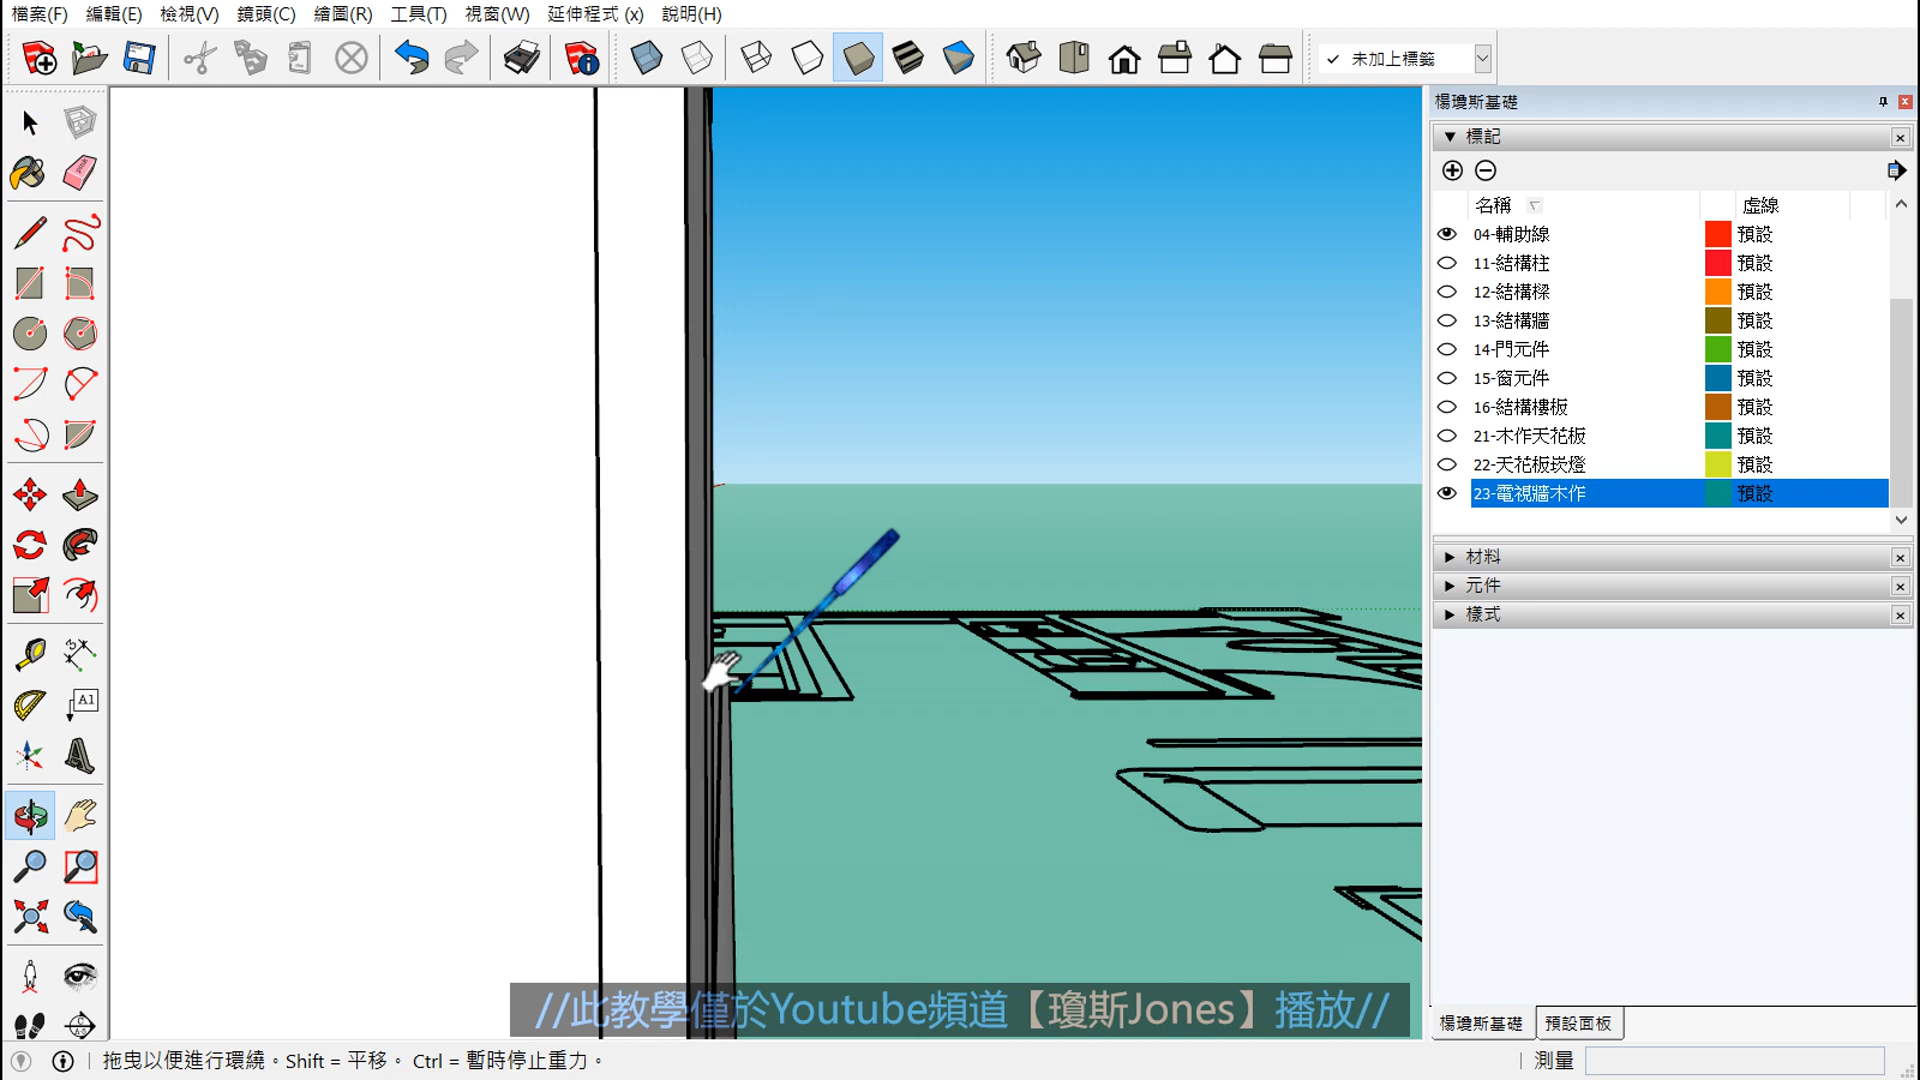 檔案(F) 編輯(E) 檢視(V) 鏡頭(C) 繪圖(R) 工具(T) 視窗(W) 延伸程式 (x) 說明(H)
未加上標籤
楊瓊斯基礎
標記
名稱 虛線
04-輔助線 預設
11-結構柱 預設
12-結構樑 預設
13-結構牆 預設
14-門元件 預設
15-窗元件 預設
16-結構樓板 預設
21-木作天花板 預設
22-天花板崁燈 預設
23-電視牆木作 預設
材料
元件
樣式
A1
//此教學僅於Youtube頻道【瓊斯Jones】播放//
楊瓊斯基礎 預設面板
拖曳以便進行環繞。Shift = 平移。 Ctrl = 暫時停止重力。
測量